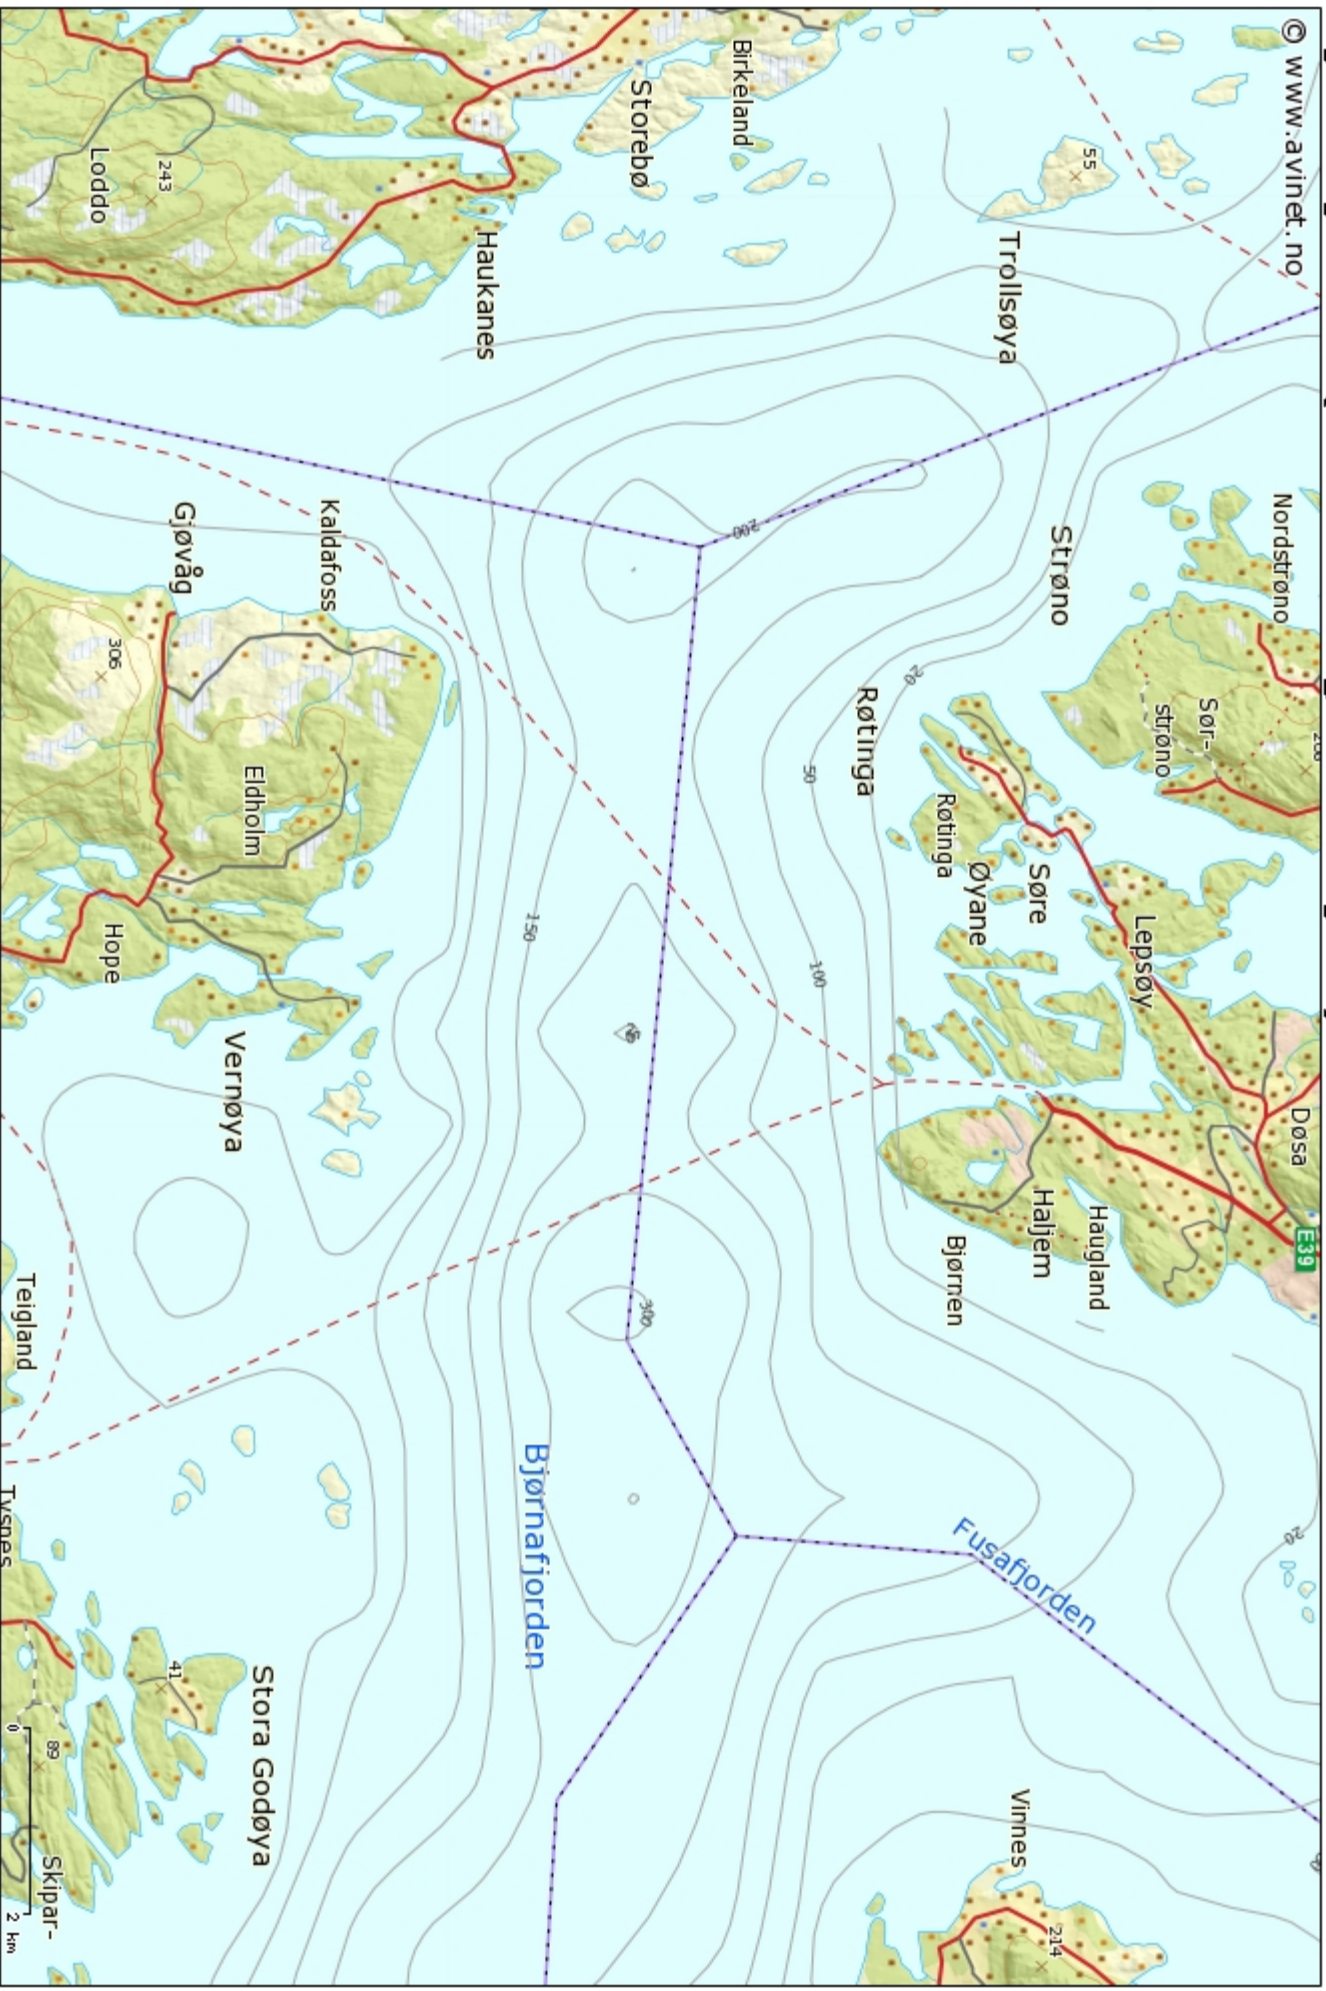 © www.avinet.no
Nordstrøno
Sør-
strøno
Døsa
E39
Trollsøya
55
Strøno
Lepsøy
Søre
Øyane
Haugland
Haljem
Bjørnen
Fusafjorden
Vinnes
214
20
20
Røtinga
Røtinga
50
100
Birkeland
Storebø
200
300
Haukanes
150
Bjørnafjorden
Kaldafoss
Eldholm
Vernøya
Stora Godøya
243
Loddo
Gjøvåg
306
Hope
41
89
Teigland
Tysnes
Skipar-
0
2 km